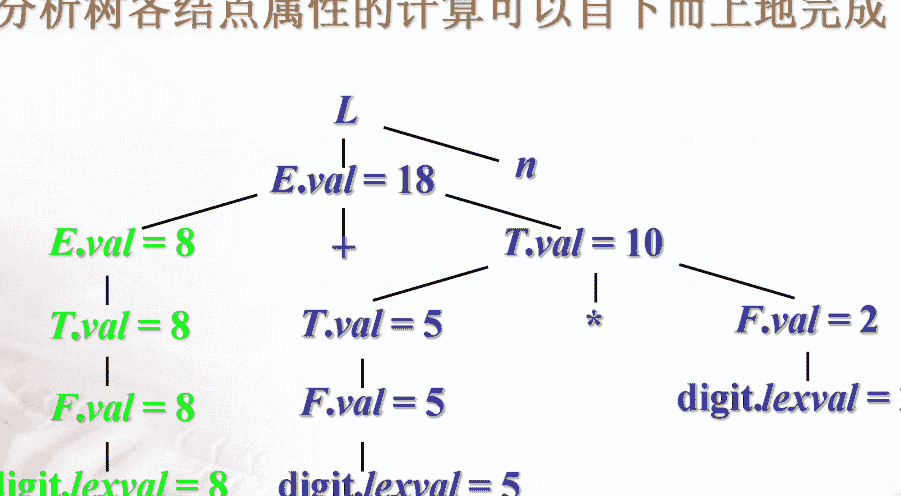 分析树各结点属性的计算可以自下而上地完成
L
n
E.val = 18
E.val = 8
+
T.val = 10
T.val = 8
T.val = 5
*
F.val = 2
F.val = 8
F.val = 5
digit.lexval =
digit.lexval = 8
digit.lexval = 5